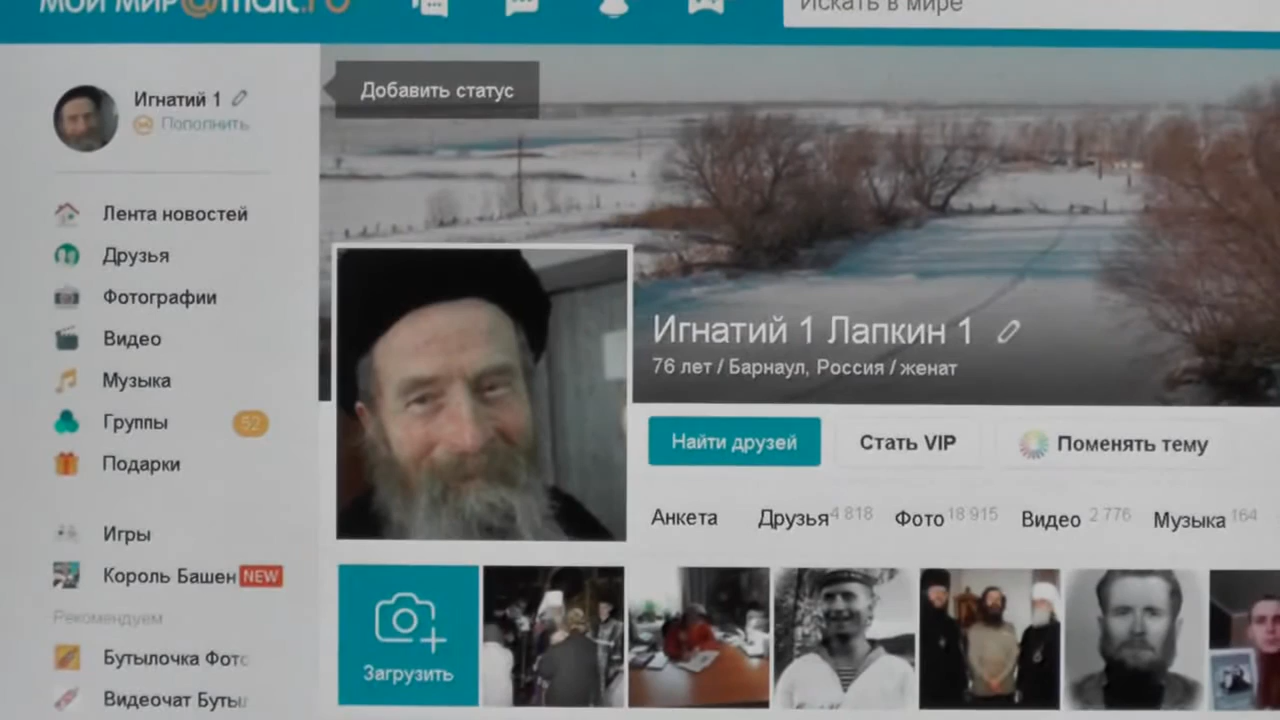 МОЙ МИР@mail.ru
Искать в мире
Добавить статус
Игнатий 1
Пополнить
Лента новостей
Друзья
Фотографии
Видео
Музыка
Группы 52
Подарки
Игры
Король Башен NEW
Рекомендуем
Бутылочка Фото
Видеочат Буты
Игнатий 1 Лапкин 1
76 лет / Барнаул, Россия / женат
Найти друзей
Стать VIP
Поменять тему
Анкета Друзья 4 818 Фото 18 915 Видео 2 776 Музыка 164
Загрузить